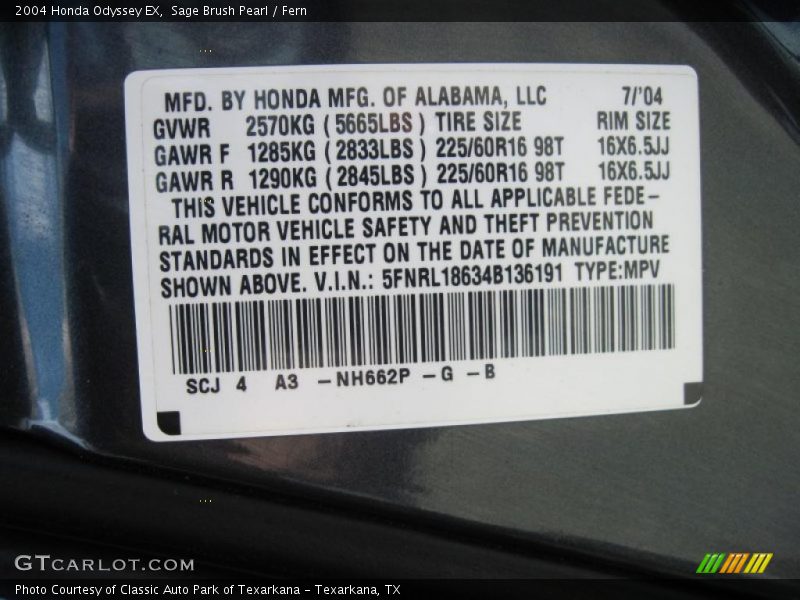 2004 Honda Odyssey EX,  Sage Brush Pearl / Fern
MFD. BY HONDA MFG. OF ALABAMA, LLC 7/'04
GVWR 2570KG ( 5665LBS ) TIRE SIZE RIM SIZE
GAWR F 1285KG ( 2833LBS ) 225/60R16 98T 16X6.5JJ
GAWR R 1290KG ( 2845LBS ) 225/60R16 98T 16X6.5JJ
THIS VEHICLE CONFORMS TO ALL APPLICABLE FEDE-
RAL MOTOR VEHICLE SAFETY AND THEFT PREVENTION
STANDARDS IN EFFECT ON THE DATE OF MANUFACTURE
SHOWN ABOVE. V.I.N.: 5FNRL18634B136191 TYPE:MPV
SCJ 4 A3 -NH662P -G -B
GTCARLOT.COM
Photo Courtesy of Classic Auto Park of Texarkana - Texarkana, TX